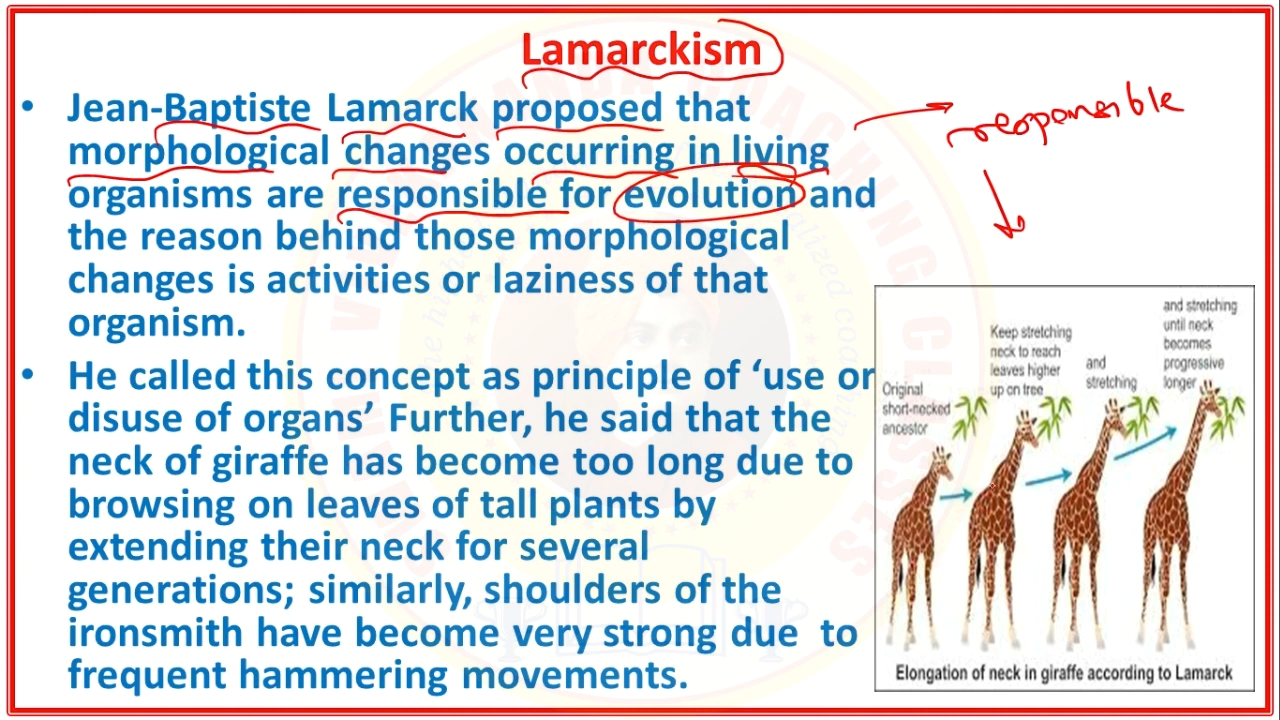 Lamarckism
• Jean-Baptiste Lamarck proposed that
morphological changes occurring in living
organisms are responsible for evolution and
the reason behind those morphological
changes is activities or laziness of that
organism.
• He called this concept as principle of ‘use or
disuse of organs’ Further, he said that the
neck of giraffe has become too long due to
browsing on leaves of tall plants by
extending their neck for several
generations; similarly, shoulders of the
ironsmith have become very strong due to
frequent hammering movements.
responsible
Original
short-necked
ancestor
Keep stretching
neck to reach
leaves higher
up on tree
and
stretching
and stretching
until neck
becomes
progressive
longer
Elongation of neck in giraffe according to Lamarck